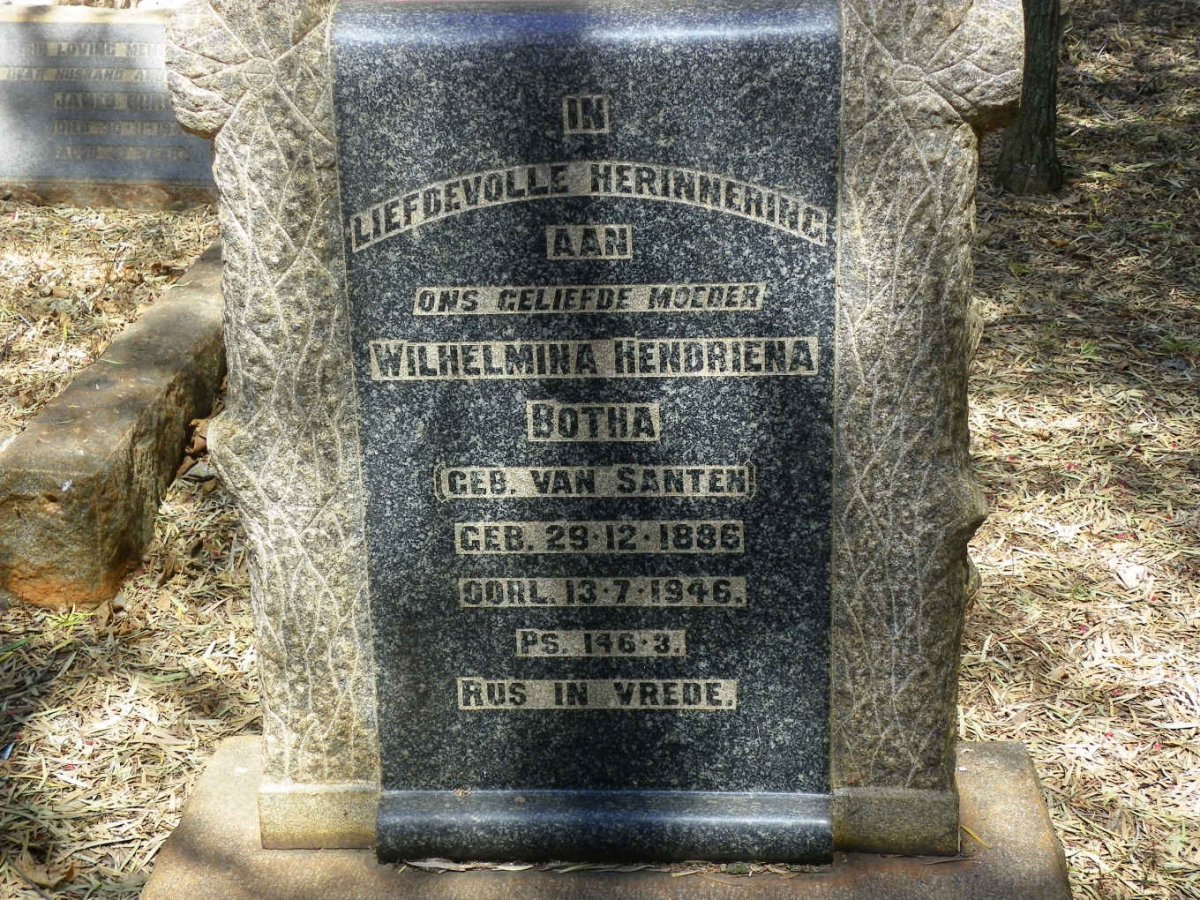 IN
LIEFDEVOLLE HERINNERING
AAN
ONS GELIEFDE MOEDER
WILHELMINA HENDRIENA
BOTHA
(GEB. VAN SANTEN)
GEB. 29·12·1886
OORL. 13·7·1946.
PS. 146·3.
RUS IN VREDE.
LOVING